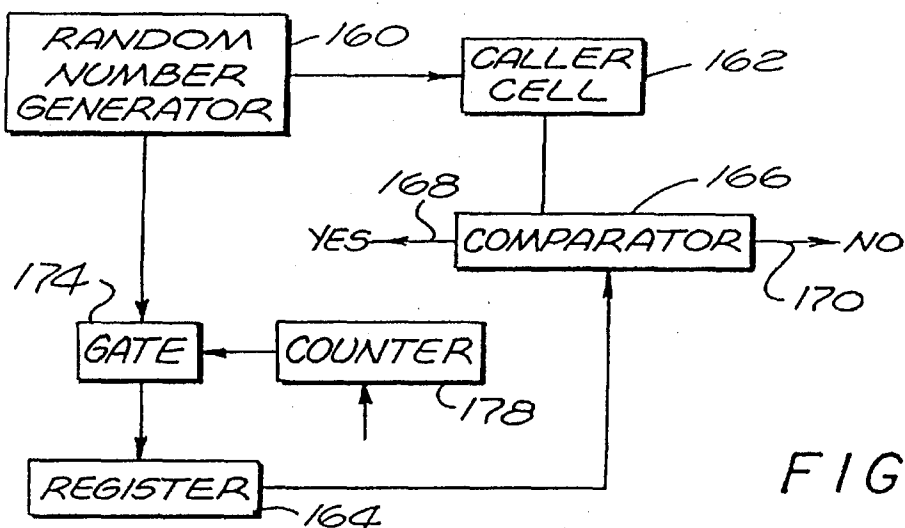 RANDOM
NUMBER
GENERATOR
160
CALLER
CELL
162
166
168
YES
COMPARATOR
NO
170
174
GATE
COUNTER
178
REGISTER
164
FIG